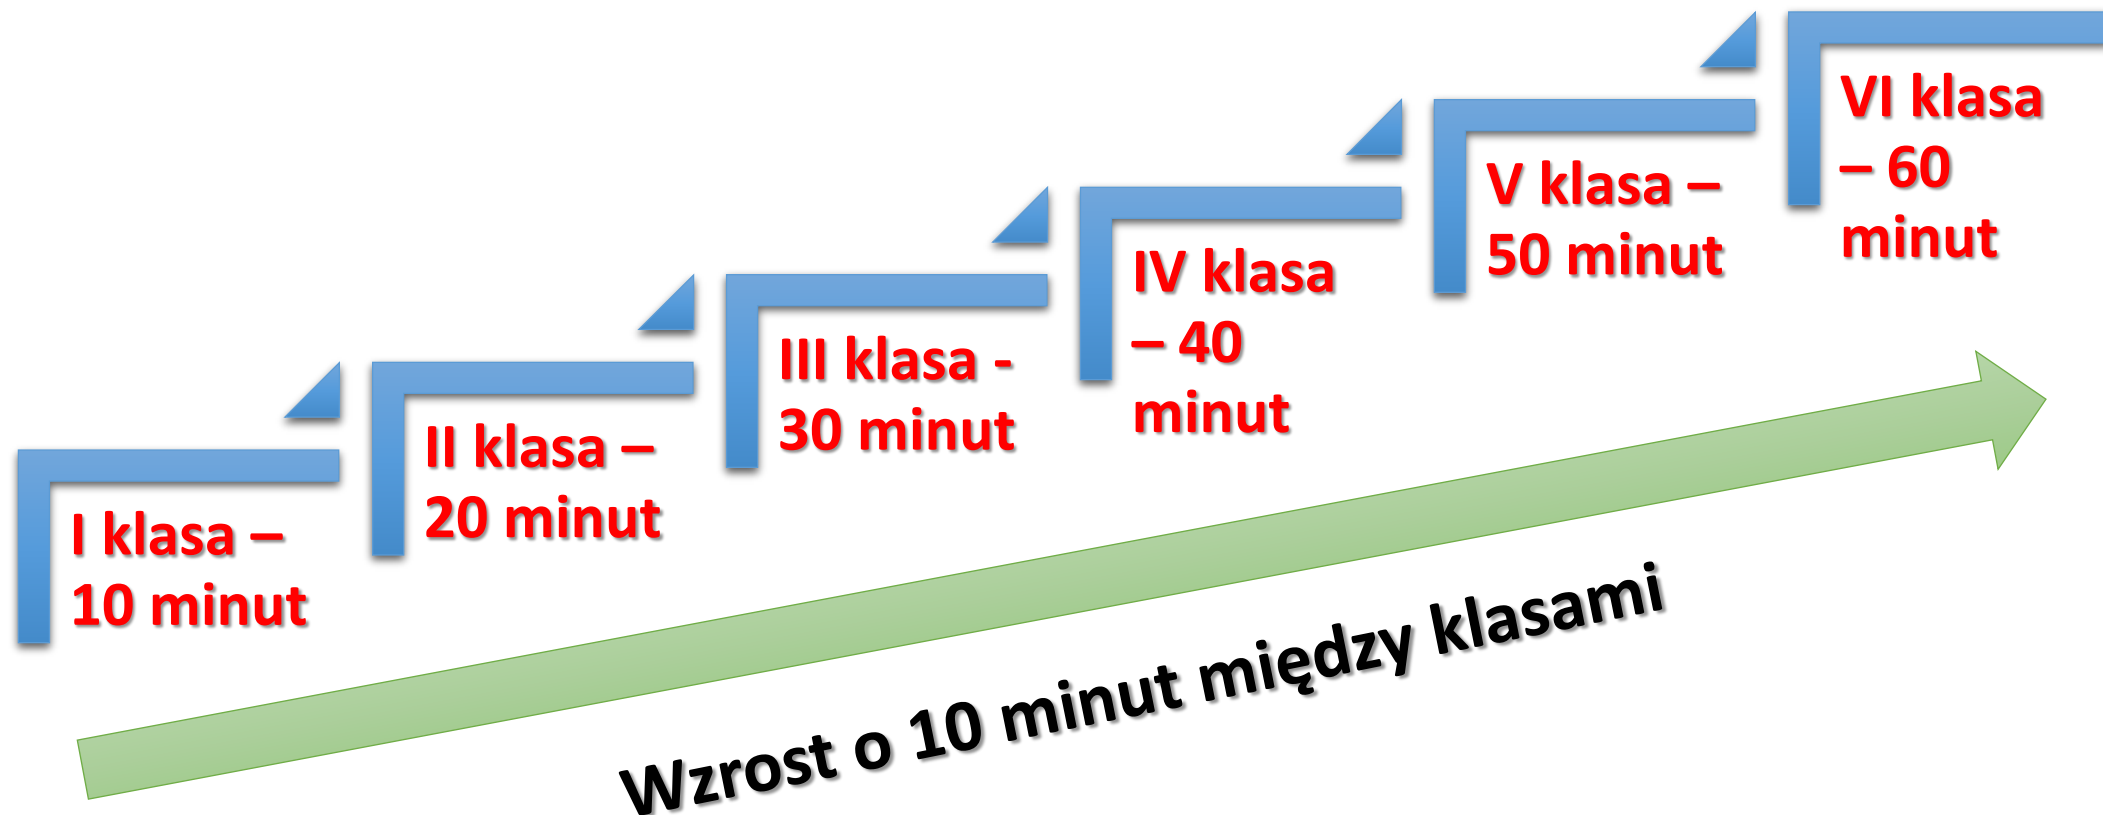 I klasa –
10 minut
II klasa –
20 minut
III klasa -
30 minut
IV klasa
– 40
minut
V klasa –
50 minut
VI klasa
– 60
minut
Wzrost o 10 minut między klasami